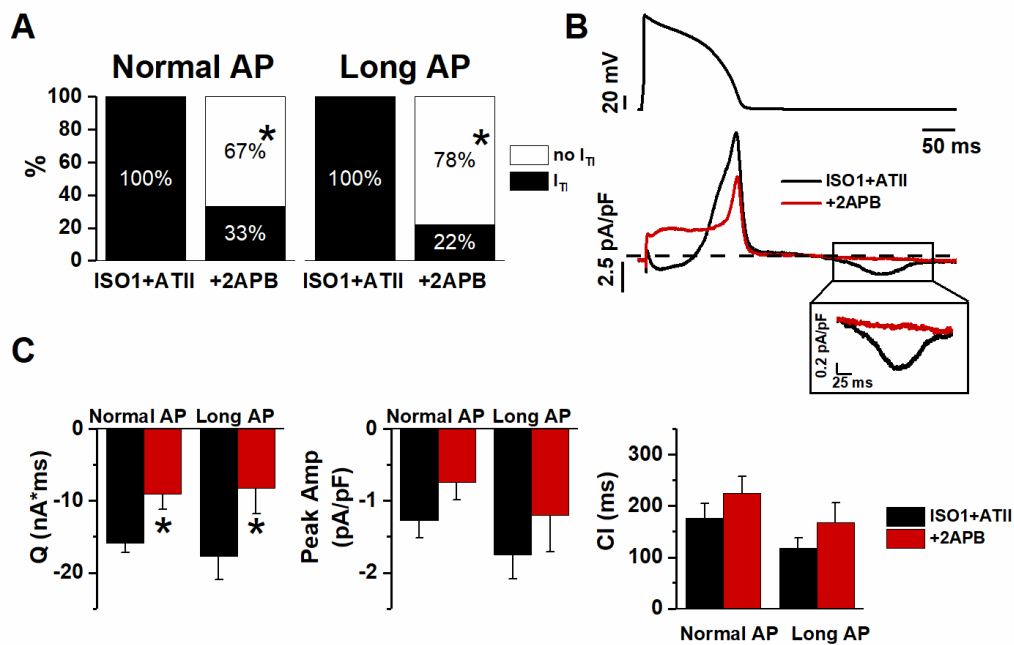 A
Normal AP
Long AP
%
100
80
60
40
20
0
100%
67%
*
33%
100%
78%
*
22%
ISO1+ATII
+2APB
ISO1+ATII
+2APB
no I_TI
I_TI
B
20 mV
50 ms
ISO1+ATII
+2APB
2.5 pA/pF
0.2 pA/pF
25 ms
C
Normal AP
Long AP
Q (nA*ms)
0
-10
-20
*
*
Normal AP
Long AP
Peak Amp
(pA/pF)
0
-1
-2
CI (ms)
300
200
100
0
Normal AP
Long AP
ISO1+ATII
+2APB